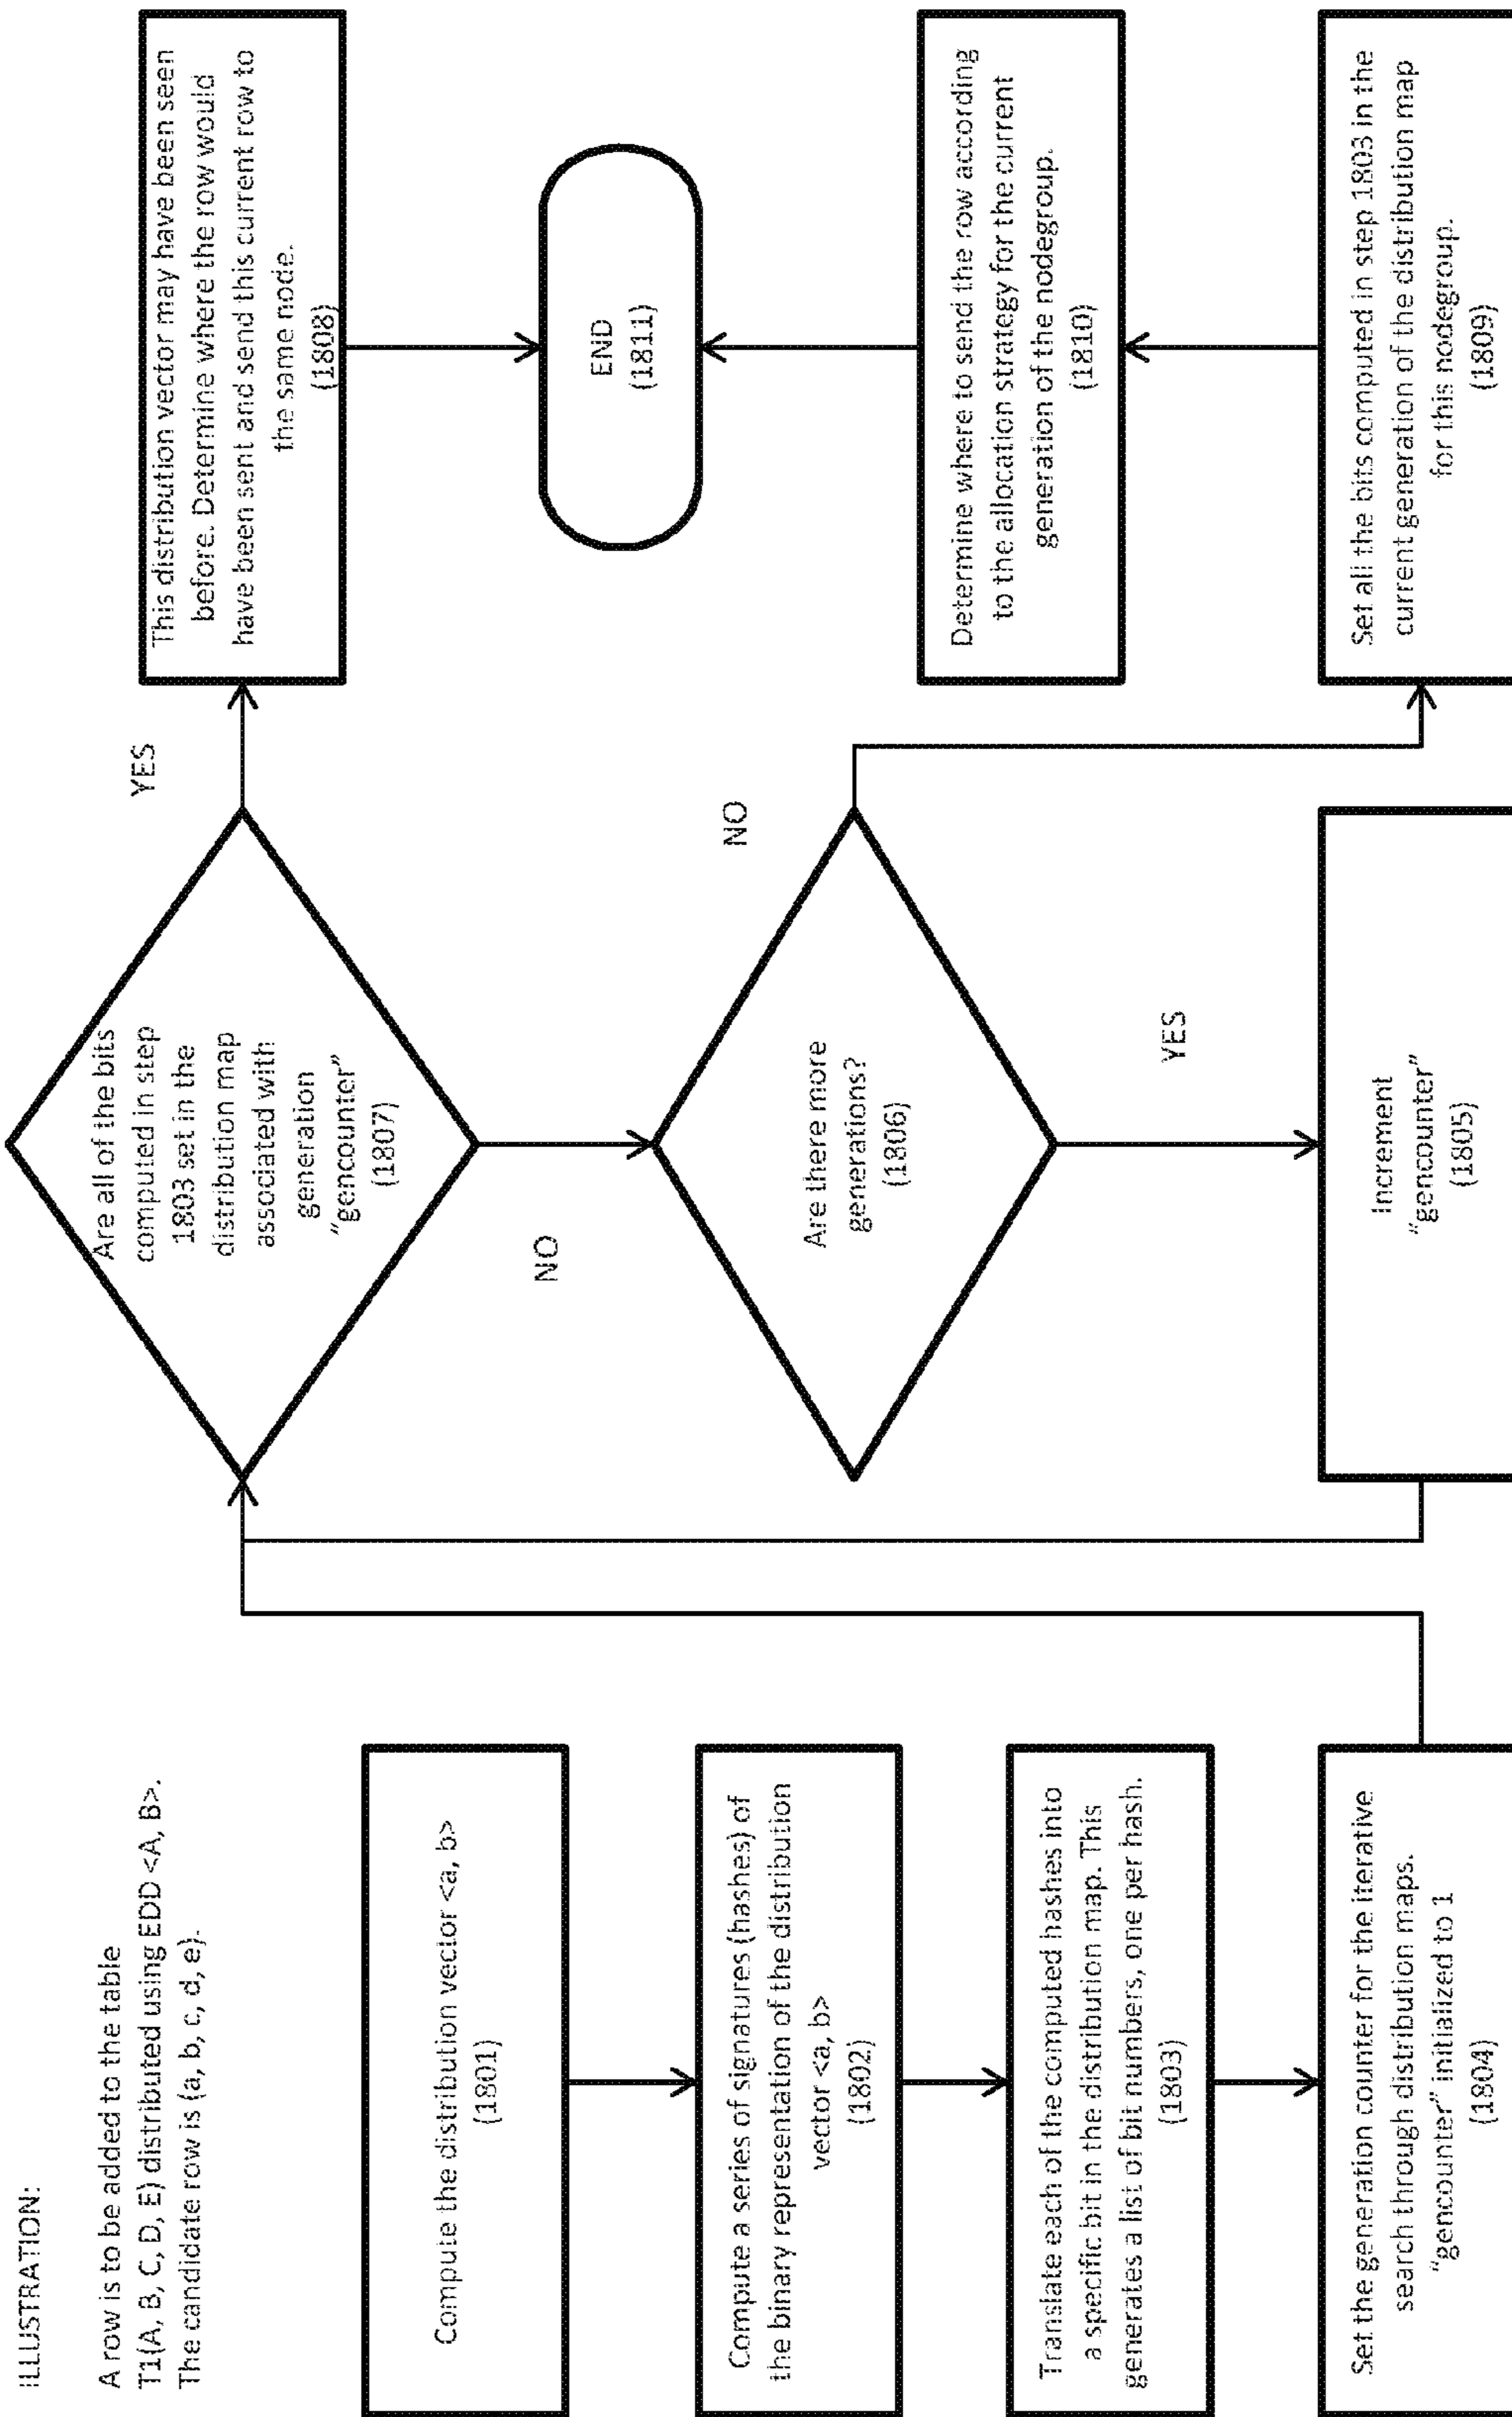 ILLUSTRATION:
A row is to be added to the table
T1(A, B, C, D, E) distributed using EDD <A, B>.
The candidate row is (a, b, c, d, e).
Compute the distribution vector <a, b>
(1801)
Compute a series of signatures (hashes) of
the binary representation of the distribution
vector <a, b>
(1802)
Translate each of the computed hashes into
a specific bit in the distribution map. This
generates a list of bit numbers, one per hash.
(1803)
Set the generation counter for the iterative
search through distribution maps.
"gencounter" initialized to 1
(1804)
Are all of the bits
computed in step
1803 set in the
distribution map
associated with
generation
"gencounter"
(1807)
YES
NO
Are there more
generations?
(1806)
NO
YES
Increment
"gencounter"
(1805)
This distribution vector may have been seen
before. Determine where the row would
have been sent and send this current row to
the same node.
(1808)
END
(1811)
Determine where to send the row according
to the allocation strategy for the current
generation of the nodegroup.
(1810)
Set all the bits computed in step 1803 in the
current generation of the distribution map
for this nodegroup.
(1809)